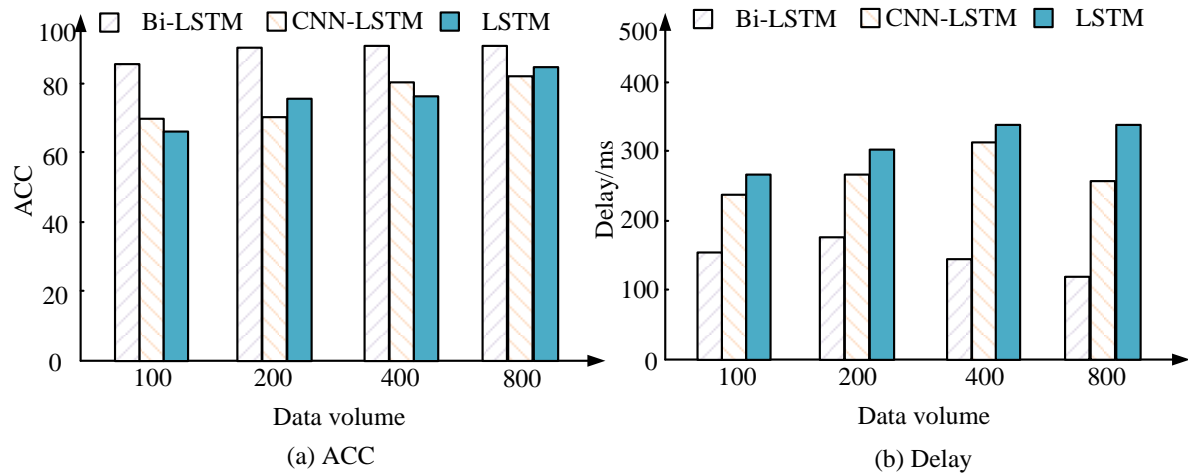 Bi-LSTM CNN-LSTM LSTM
100
80
60
40
20
0
ACC
100 200 400 800
Data volume
(a) ACC
Bi-LSTM CNN-LSTM LSTM
500
400
300
200
100
0
Delay/ms
100 200 400 800
Data volume
(b) Delay